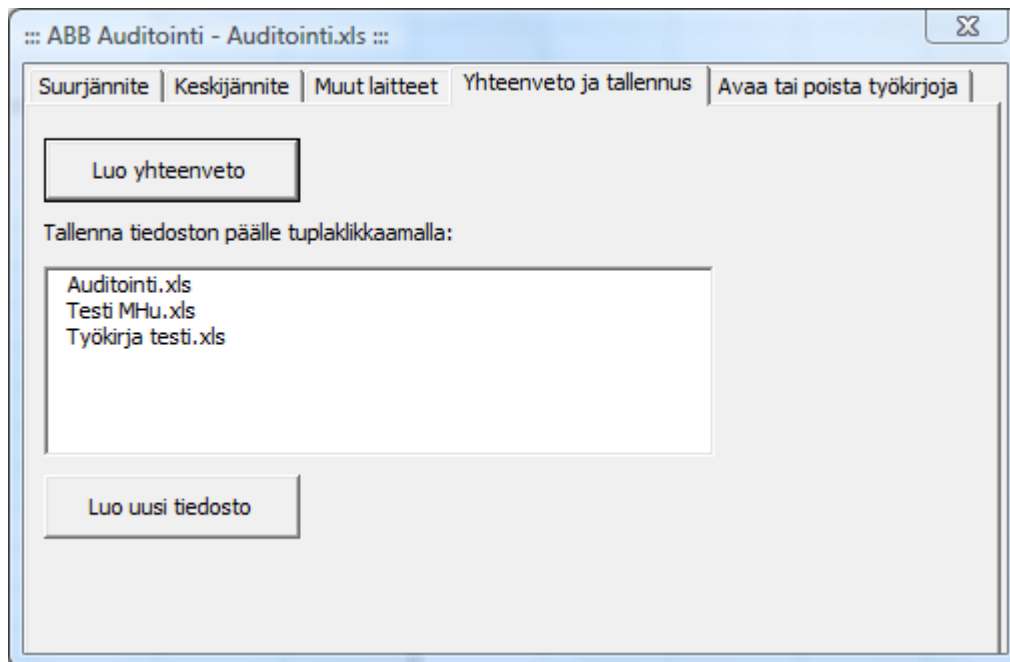 ::: ABB Auditointi - Auditointi.xls :::
Suurjännite Keskijännite Muut laitteet Yhteenveto ja tallennus Avaa tai poista työkirjoja
Luo yhteenveto
Tallenna tiedoston päälle tuplaklikkaamalla:
Auditointi.xls
Testi MHu.xls
Työkirja testi.xls
Luo uusi tiedosto